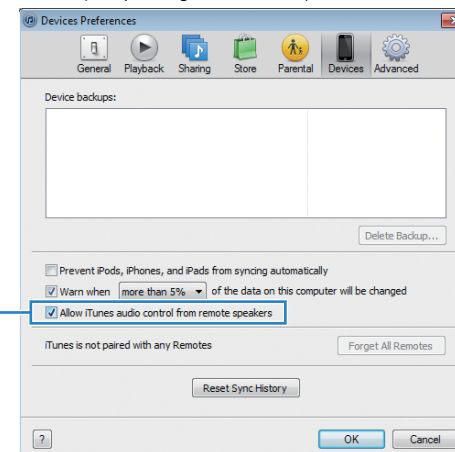 Devices Preferences
General Playback Sharing Store Parental Devices Advanced
Device backups:
Delete Backup...
Prevent iPods, iPhones, and iPads from syncing automatically
Warn when more than 5% of the data on this computer will be changed
Allow iTunes audio control from remote speakers
iTunes is not paired with any Remotes Forget All Remotes
Reset Sync History
? OK Cancel